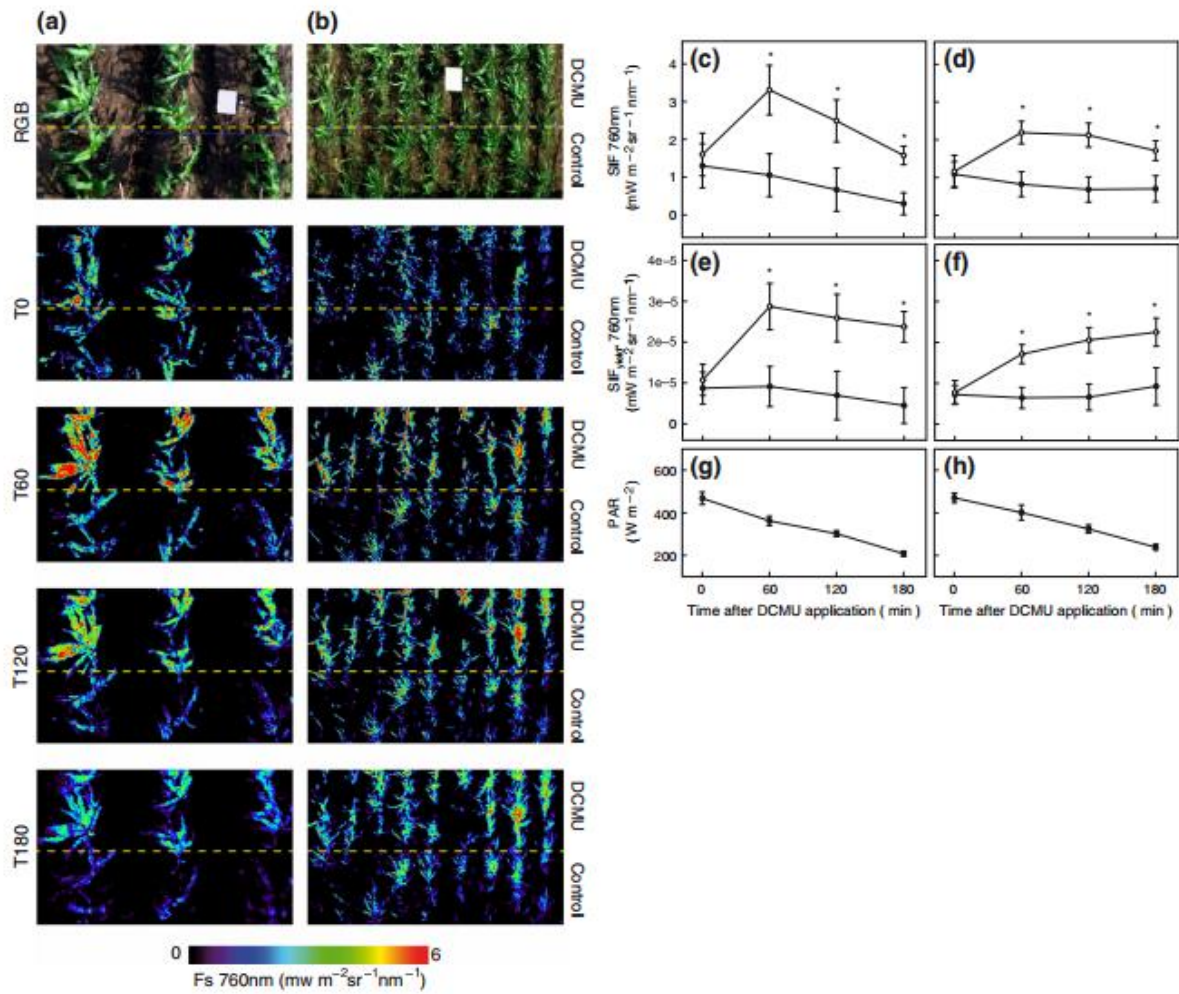 (a)
(b)
RGB
DCMU
Control
T0
DCMU
Control
T60
DCMU
Control
T120
DCMU
Control
T180
DCMU
Control
0
6
Fs 760nm (mw m−2sr−1nm−1)
(c)
(d)
SIF 760nm
(mW m−2 sr−1 nm−1)
4
3
2
1
0
* * *
* * *
(e)
(f)
SIFyield* 760nm
(mW m−2 sr−1 nm−1)
4e−5
3e−5
2e−5
1e−5
0
* * *
* * *
(g)
(h)
PAR
( W m−2)
600
400
200
0 60 120 180
0 60 120 180
Time after DCMU application ( min )
Time after DCMU application ( min )